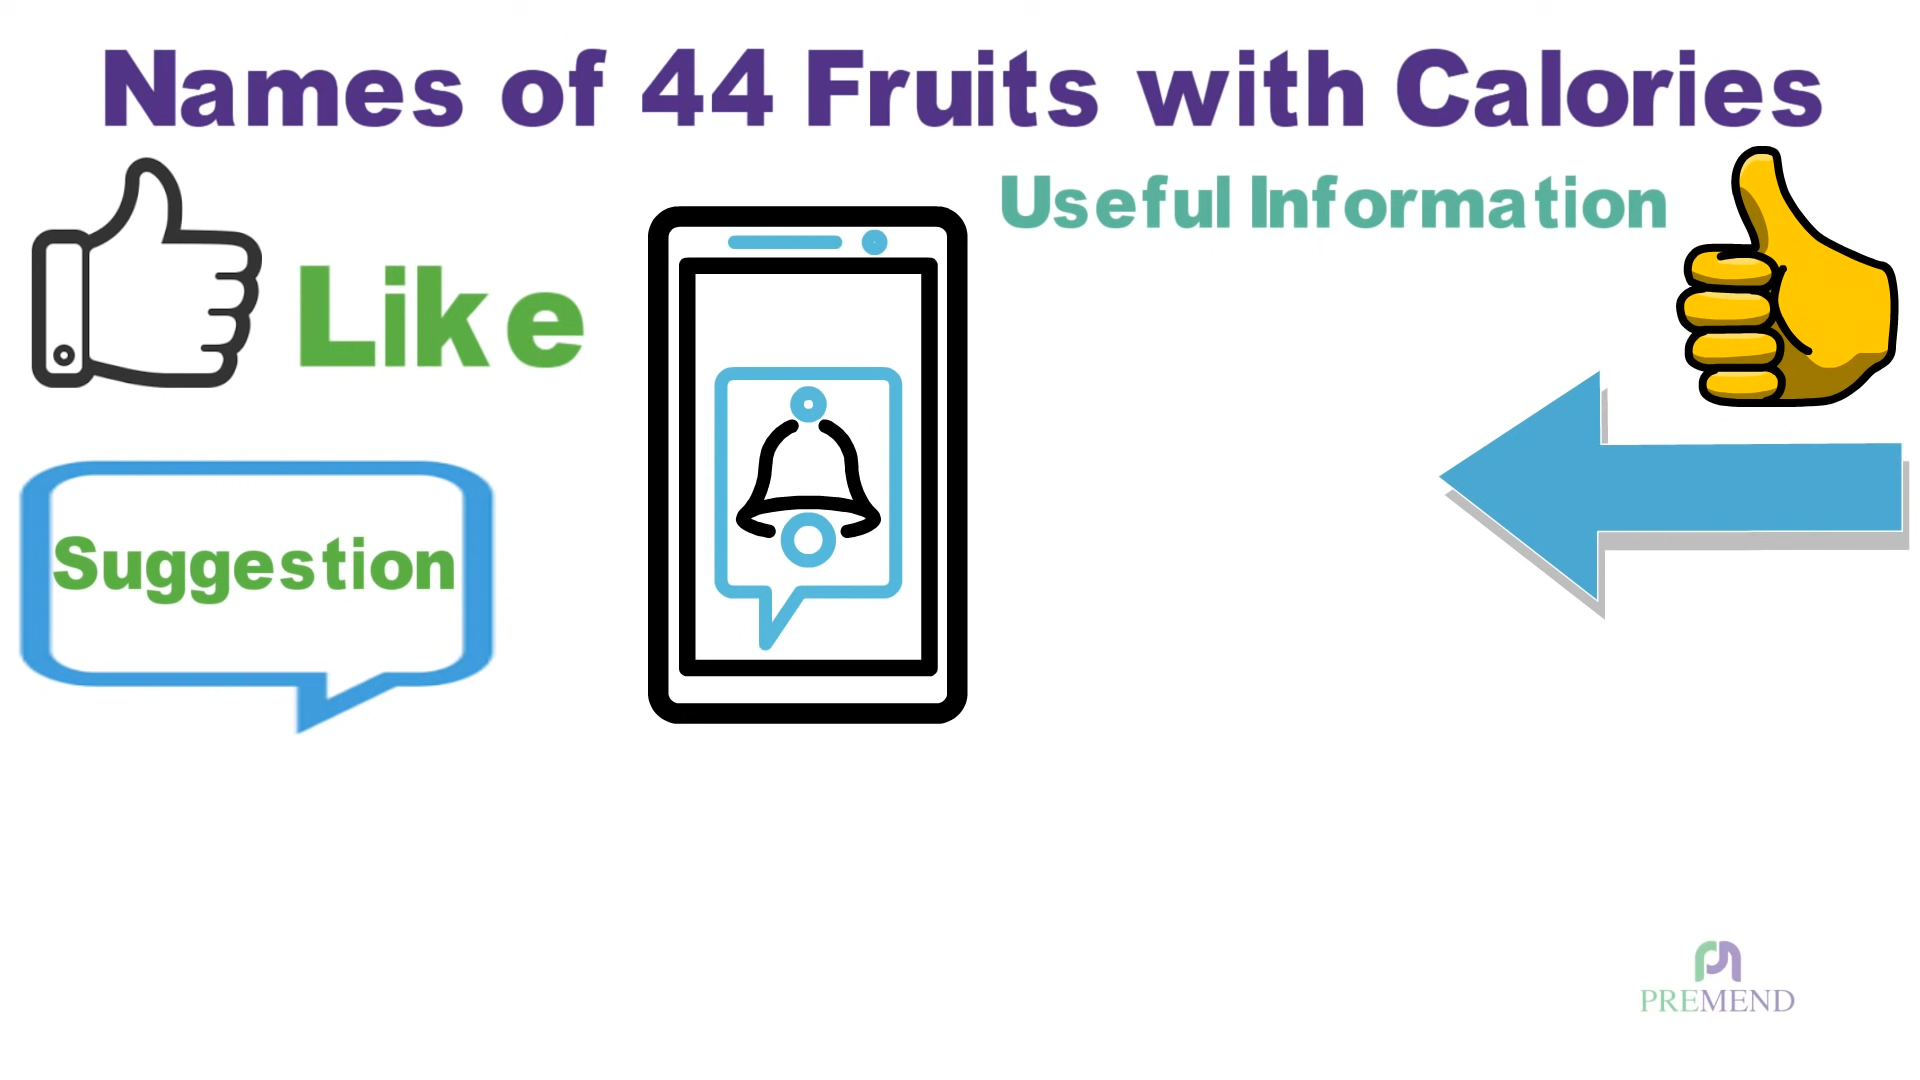 Names of 44 Fruits with Calories
Useful Information
Like
Suggestion
PREMEND